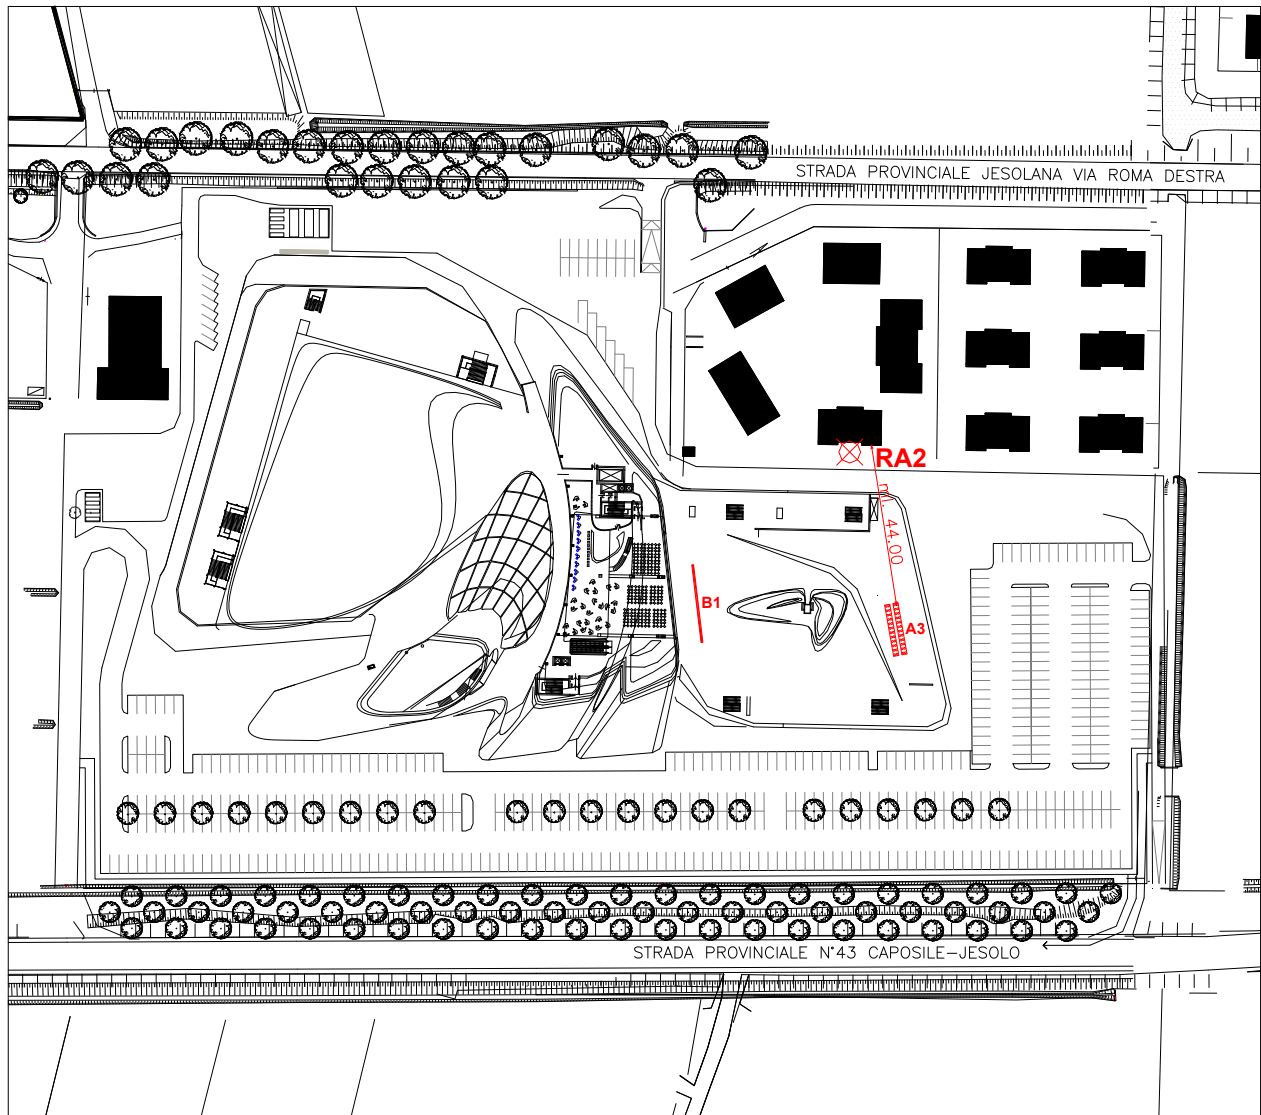 STRADA PROVINCIALE JESOLANA VIA ROMA DESTRA
RA2
ml. 44.00
B1
A3
STRADA PROVINCIALE N°43 CAPOSILE-JESOLO